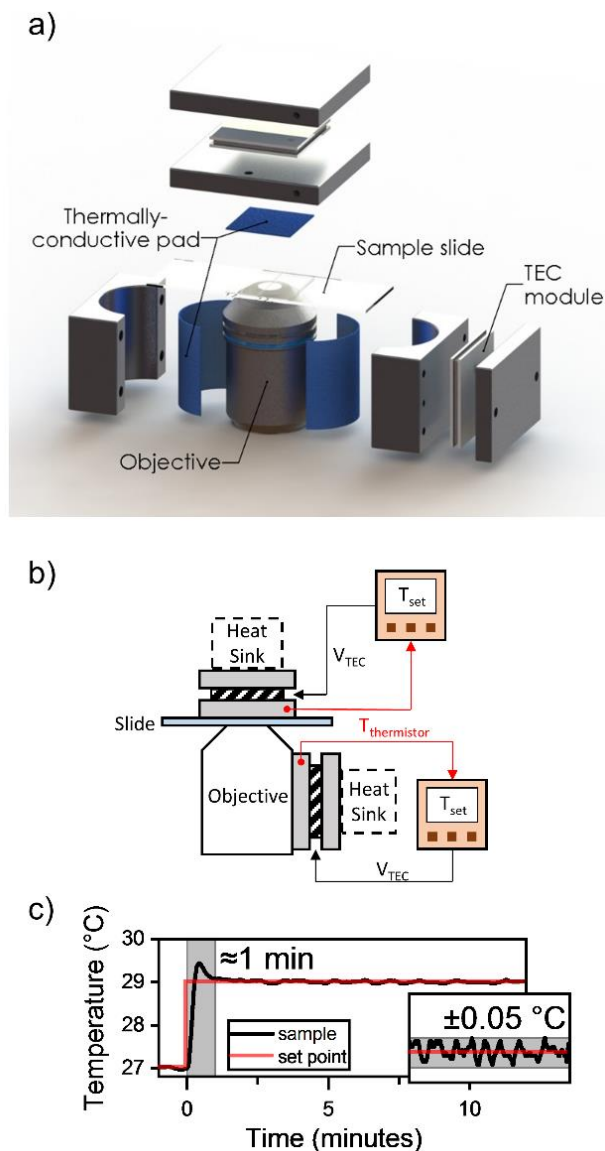 a)
Thermally-
conductive pad
Sample slide
TEC
module
Objective
b)
Heat
Sink
T_set
V_TEC
Slide
T_thermistor
Objective
Heat
Sink
T_set
V_TEC
c)
Temperature (°C)
30
29
28
27
≈1 min
sample
set point
±0.05 °C
0
5
10
Time (minutes)